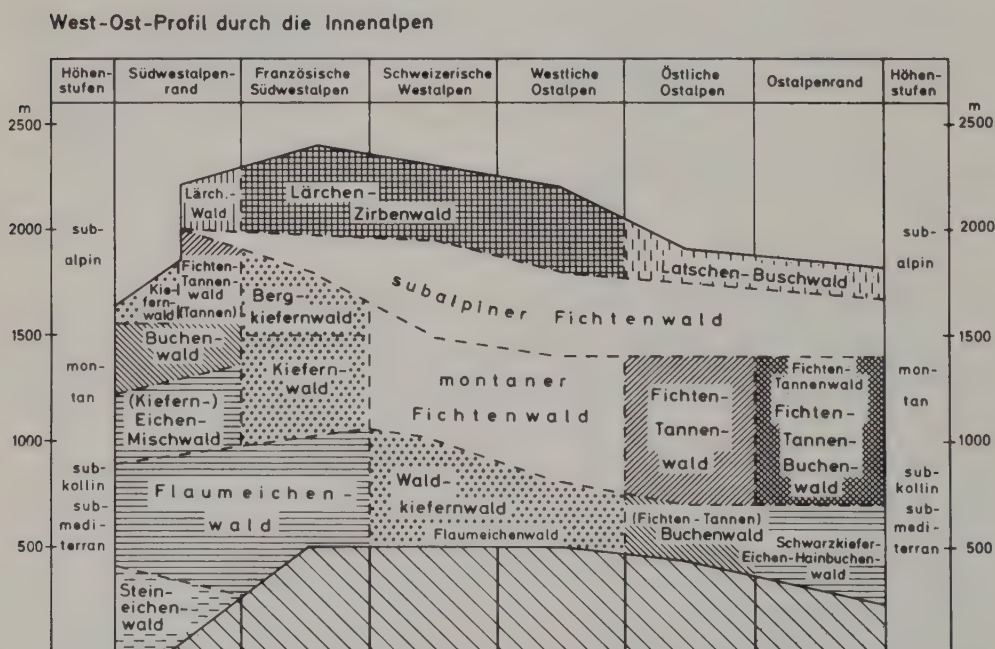 West-Ost-Profil durch die Innenalpen
Höhen-
stufen
Südwestalpen-
rand
Französische
Südwestalpen
Schweizerische
Westalpen
Westliche
Ostalpen
Östliche
Ostalpen
Ostalpenrand
Höhen-
stufen
m
2500
2000
1500
1000
500
sub-
alpin
mon-
tan
sub-
kollin
sub-
medi-
terran
Lärch.-
Wald
Lärchen-
Zirbenwald
Latschen-Buschwald
Fichten-
Tannen-
wald
(Tannen)
Kie-
fern-
wald
Berg-
kiefernwald
subalpiner Fichtenwald
Buchen-
wald
Kiefern-
wald
montaner
Fichtenwald
Fichten-
Tannen-
wald
Fichten-
Tannenwald
Fichten-
Tannen-
Buchen-
wald
(Kiefern-)
Eichen-
Mischwald
Flaumeichen-
wald
Wald-
kiefernwald
Flaumeichenwald
(Fichten-Tannen)
Buchenwald
Schwarzkiefer-
Eichen-Hainbuchen-
wald
Stein-
eichen-
wald
m
2500
2000
1500
1000
500
sub-
alpin
mon-
tan
sub-
kollin
sub-
medi-
terran